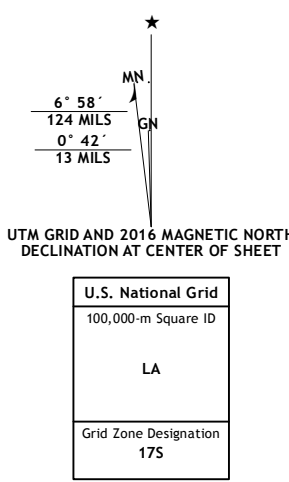 MN
6° 58´
124 MILS
GN
0° 42´
13 MILS
UTM GRID AND 2016 MAGNETIC NORTH
DECLINATION AT CENTER OF SHEET
U.S. National Grid
100,000-m Square ID
LA
Grid Zone Designation
17S